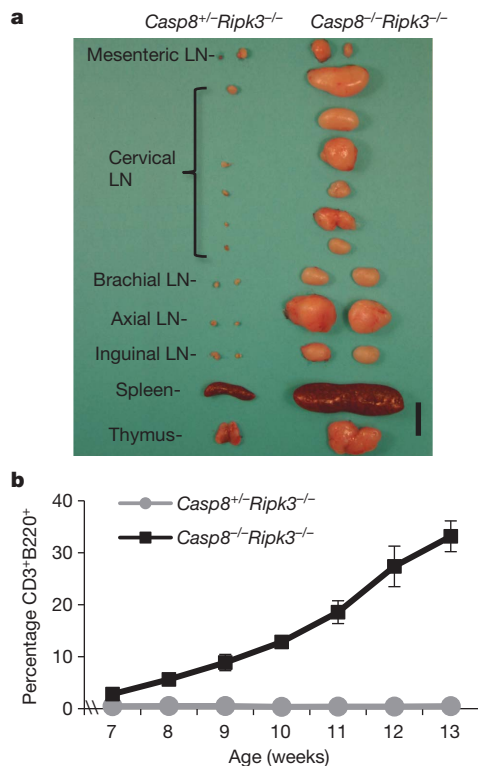 a
Casp8+/–Ripk3–/– Casp8–/–Ripk3–/–
Mesenteric LN-
Cervical
LN
Brachial LN-
Axial LN-
Inguinal LN-
Spleen-
Thymus-
b
Percentage CD3+B220+
40
30
20
10
0
Casp8+/–Ripk3–/–
Casp8–/–Ripk3–/–
7 8 9 10 11 12 13
Age (weeks)